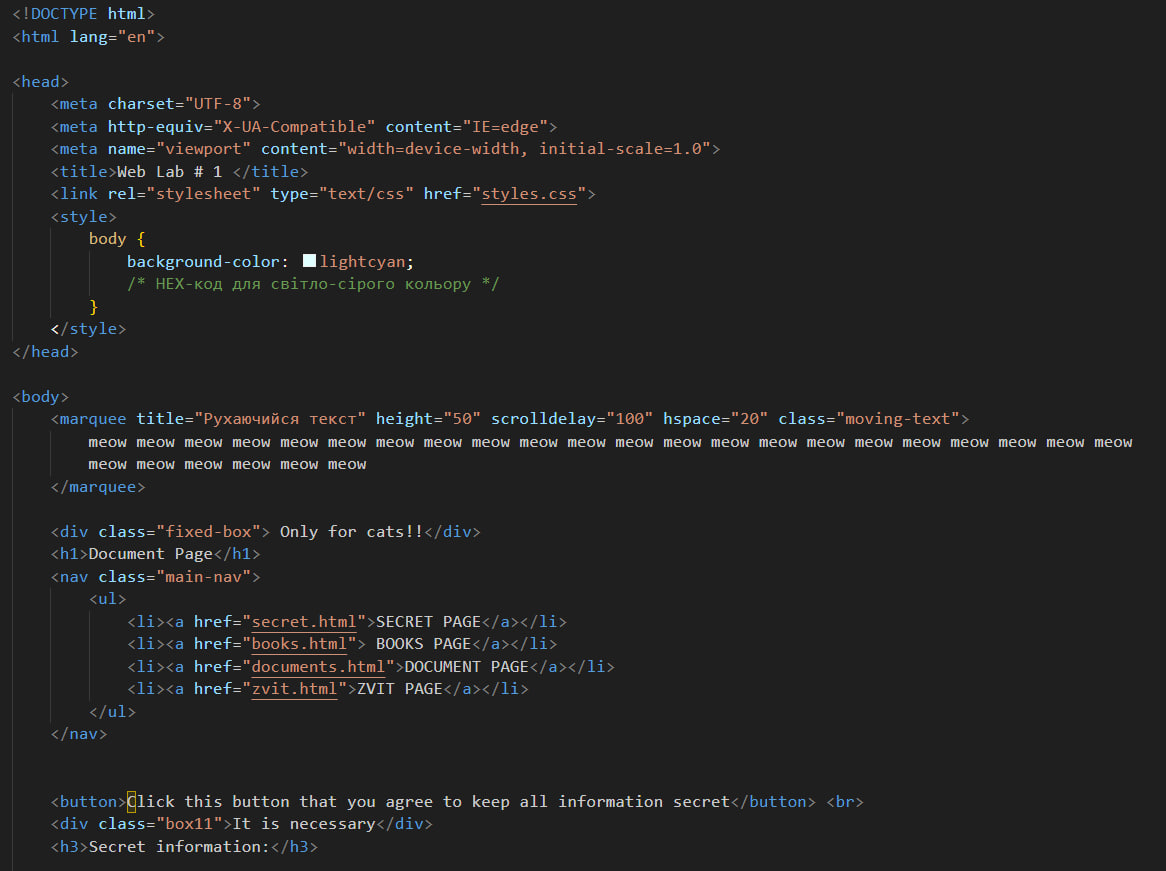 <!DOCTYPE html>
<html lang="en">
<head>
<meta charset="UTF-8">
<meta http-equiv="X-UA-Compatible" content="IE=edge">
<meta name="viewport" content="width=device-width, initial-scale=1.0">
<title>Web Lab # 1 </title>
<link rel="stylesheet" type="text/css" href="styles.css">
<style>
body {
background-color: lightcyan;
/* HEX-код для світло-сірого кольору */
}
</style>
</head>
<body>
<marquee title="Рухаючийся текст" height="50" scrolldelay="100" hspace="20" class="moving-text">
meow meow meow meow meow meow meow meow meow meow meow meow meow meow meow meow meow meow meow meow meow meow
meow meow meow meow meow meow
</marquee>
<div class="fixed-box"> Only for cats!!</div>
<h1>Document Page</h1>
<nav class="main-nav">
<ul>
<li><a href="secret.html">SECRET PAGE</a></li>
<li><a href="books.html"> BOOKS PAGE</a></li>
<li><a href="documents.html">DOCUMENT PAGE</a></li>
<li><a href="zvit.html">ZVIT PAGE</a></li>
</ul>
</nav>
<button>Click this button that you agree to keep all information secret</button> <br>
<div class="box11">It is necessary</div>
<h3>Secret information:</h3>